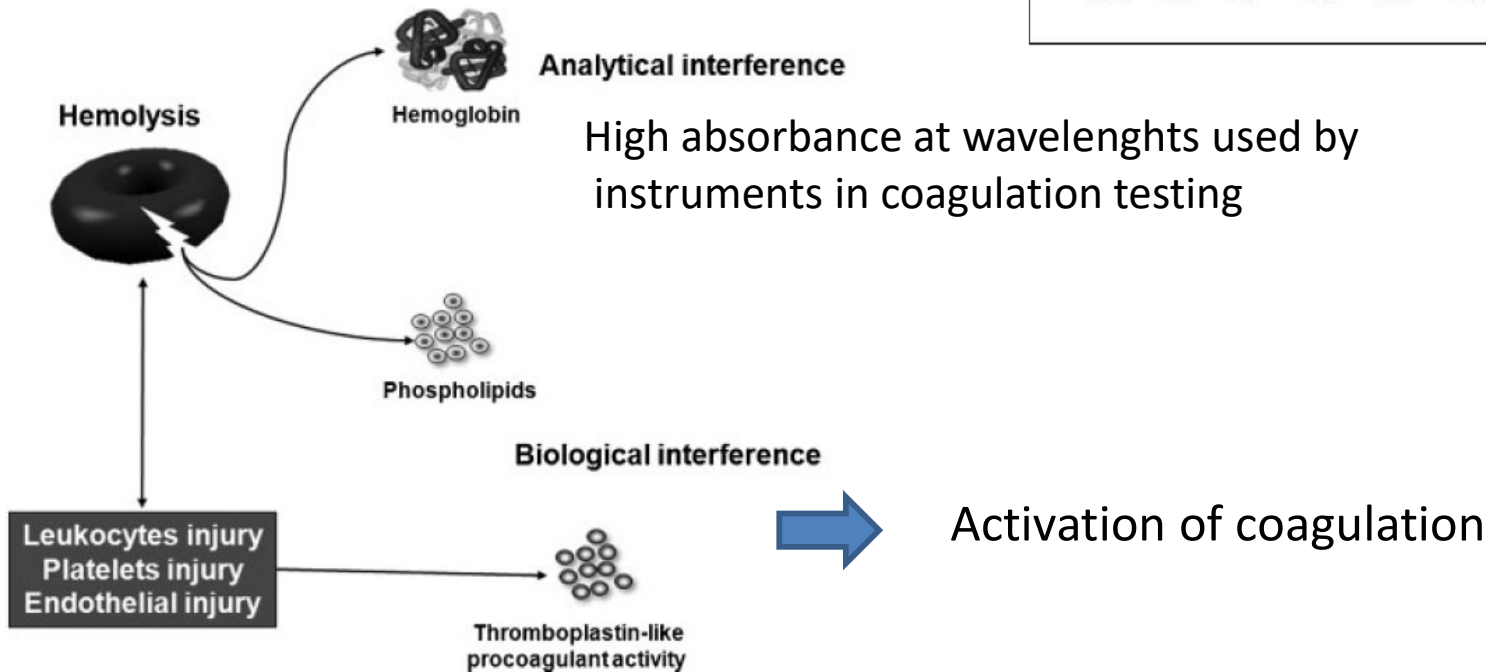 Hemolysis
Hemoglobin
Analytical interference
High absorbance at wavelenghts used by
instruments in coagulation testing
Phospholipids
Biological interference
Leukocytes injury
Platelets injury
Endothelial injury
Thromboplastin-like
procoagulant activity
Activation of coagulation